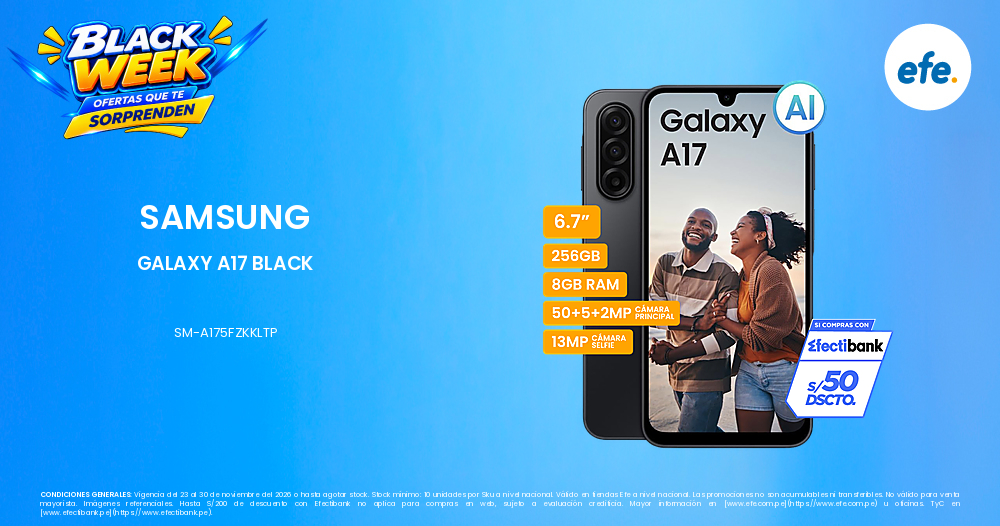 BLACK
WEEK
OFERTAS QUE TE
SORPRENDEN
efe.
SAMSUNG
GALAXY A17 BLACK
SM-A175FZKKLTP
Galaxy
A17
AI
6.7”
256GB
8GB RAM
50+5+2MP CÁMARA PRINCIPAL
13MP CÁMARA SELFIE
SI COMPRAS CON
Efectibank
S/50
DSCTO.
CONDICIONES GENERALES: Vigencia del 23 al 30 de noviembre del 2026 o hasta agotar stock. Stock mínimo: 10 unidades por Sku a nivel nacional. Válido en tiendas Efe a nivel nacional. Las promociones no son acumulables ni transferibles. No válido para venta
mayorista. Imágenes referenciales. Hasta S/200 de descuento con Efectibank no aplica para compras en web, sujeto a evaluación crediticia. Mayor información en [www.efe.com.pe](https://www.efe.com.pe) u oficinas. TyC en
[www.efectibank.pe](https://www.efectibank.pe).